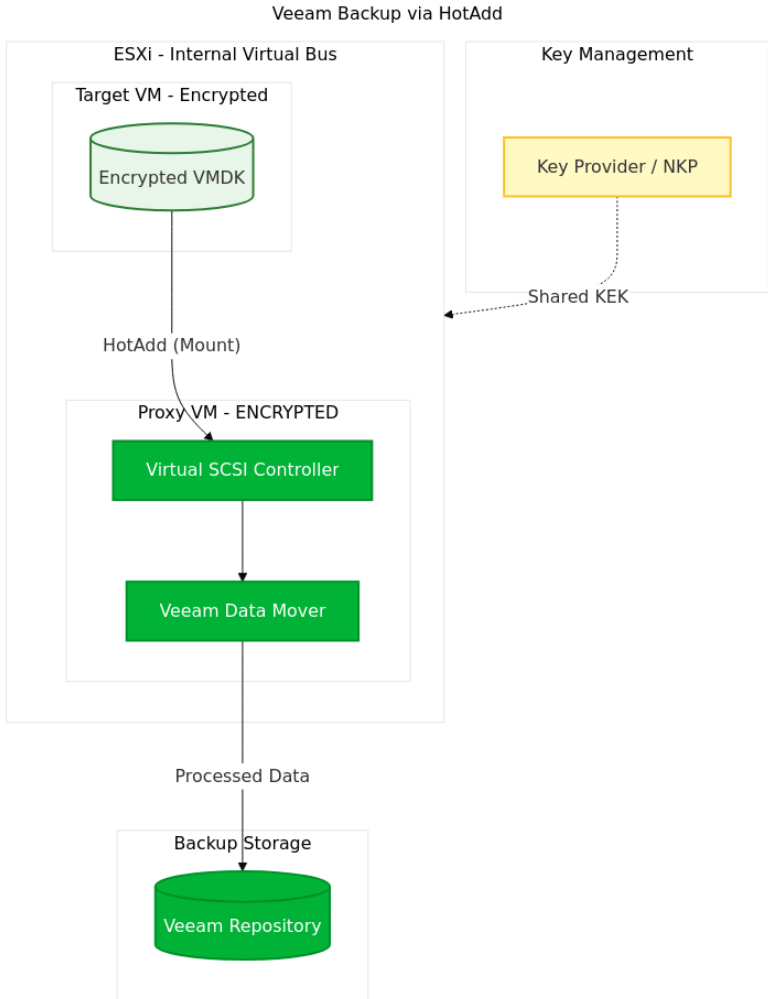 Veeam Backup via HotAdd
ESXi - Internal Virtual Bus
Key Management
Target VM - Encrypted
Encrypted VMDK
Key Provider / NKP
Shared KEK
HotAdd (Mount)
Proxy VM - ENCRYPTED
Virtual SCSI Controller
Veeam Data Mover
Processed Data
Backup Storage
Veeam Repository